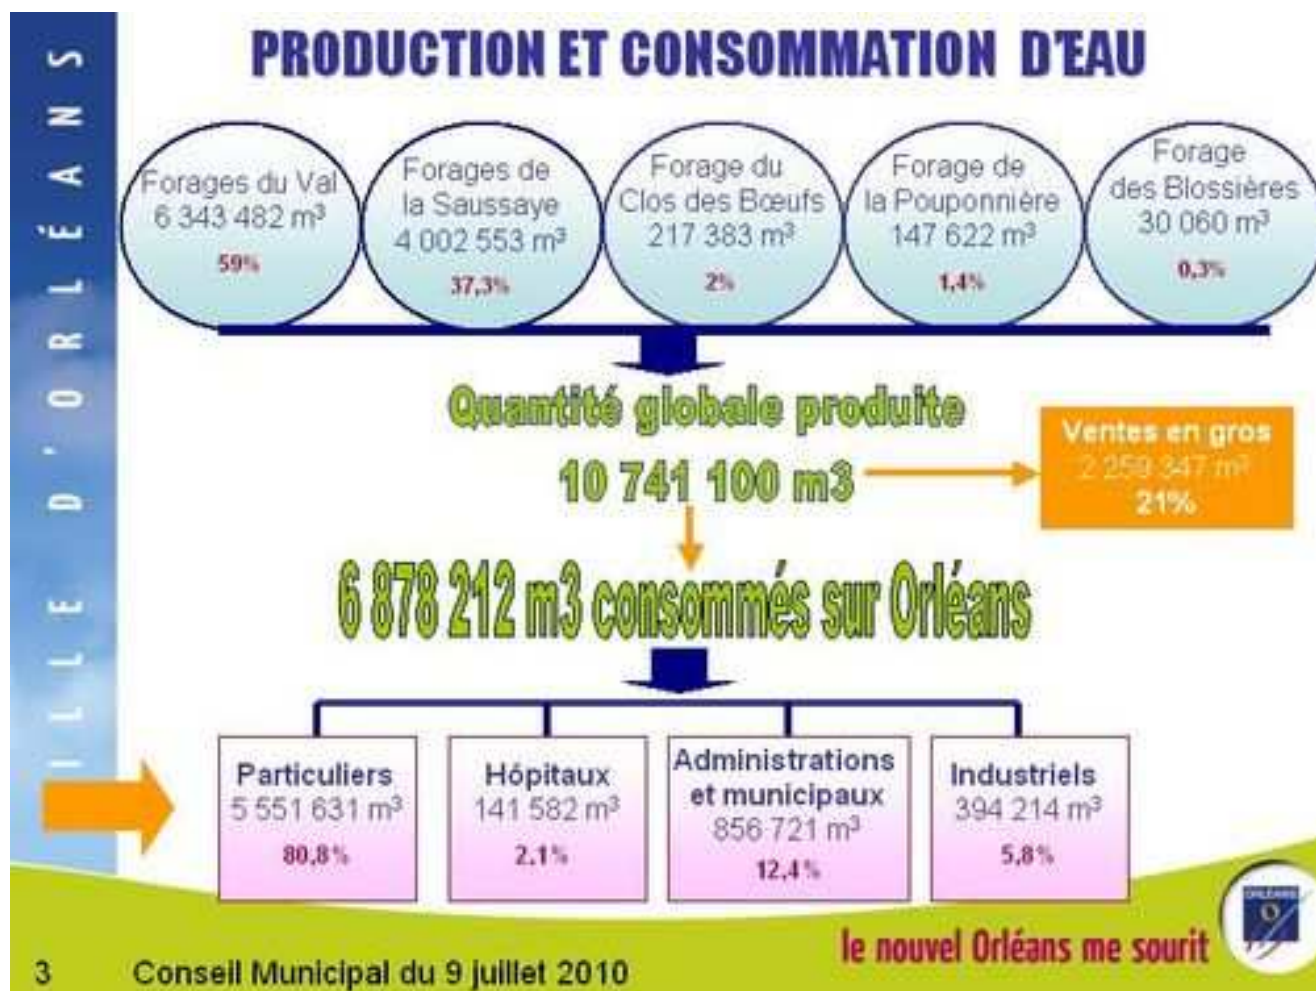 PRODUCTION ET CONSOMMATION D'EAU
VILLE D'ORLÉANS
Forages du Val
6 343 482 m³
59%
Forages de
la Saussaye
4 002 553 m³
37,3%
Forage du
Clos des Bœufs
217 383 m³
2%
Forage de
la Pouponnière
147 622 m³
1,4%
Forage
des Blossières
30 060 m³
0,3%
Quantité globale produite
10 741 100 m3
Ventes en gros
2 259 347 m³
21%
6 878 212 m3 consommés sur Orléans
Particuliers
5 551 631 m³
80,8%
Hôpitaux
141 582 m³
2,1%
Administrations
et municipaux
856 721 m³
12,4%
Industriels
394 214 m³
5,8%
le nouvel Orléans me sourit
ORLÉANS
3
Conseil Municipal du 9 juillet 2010